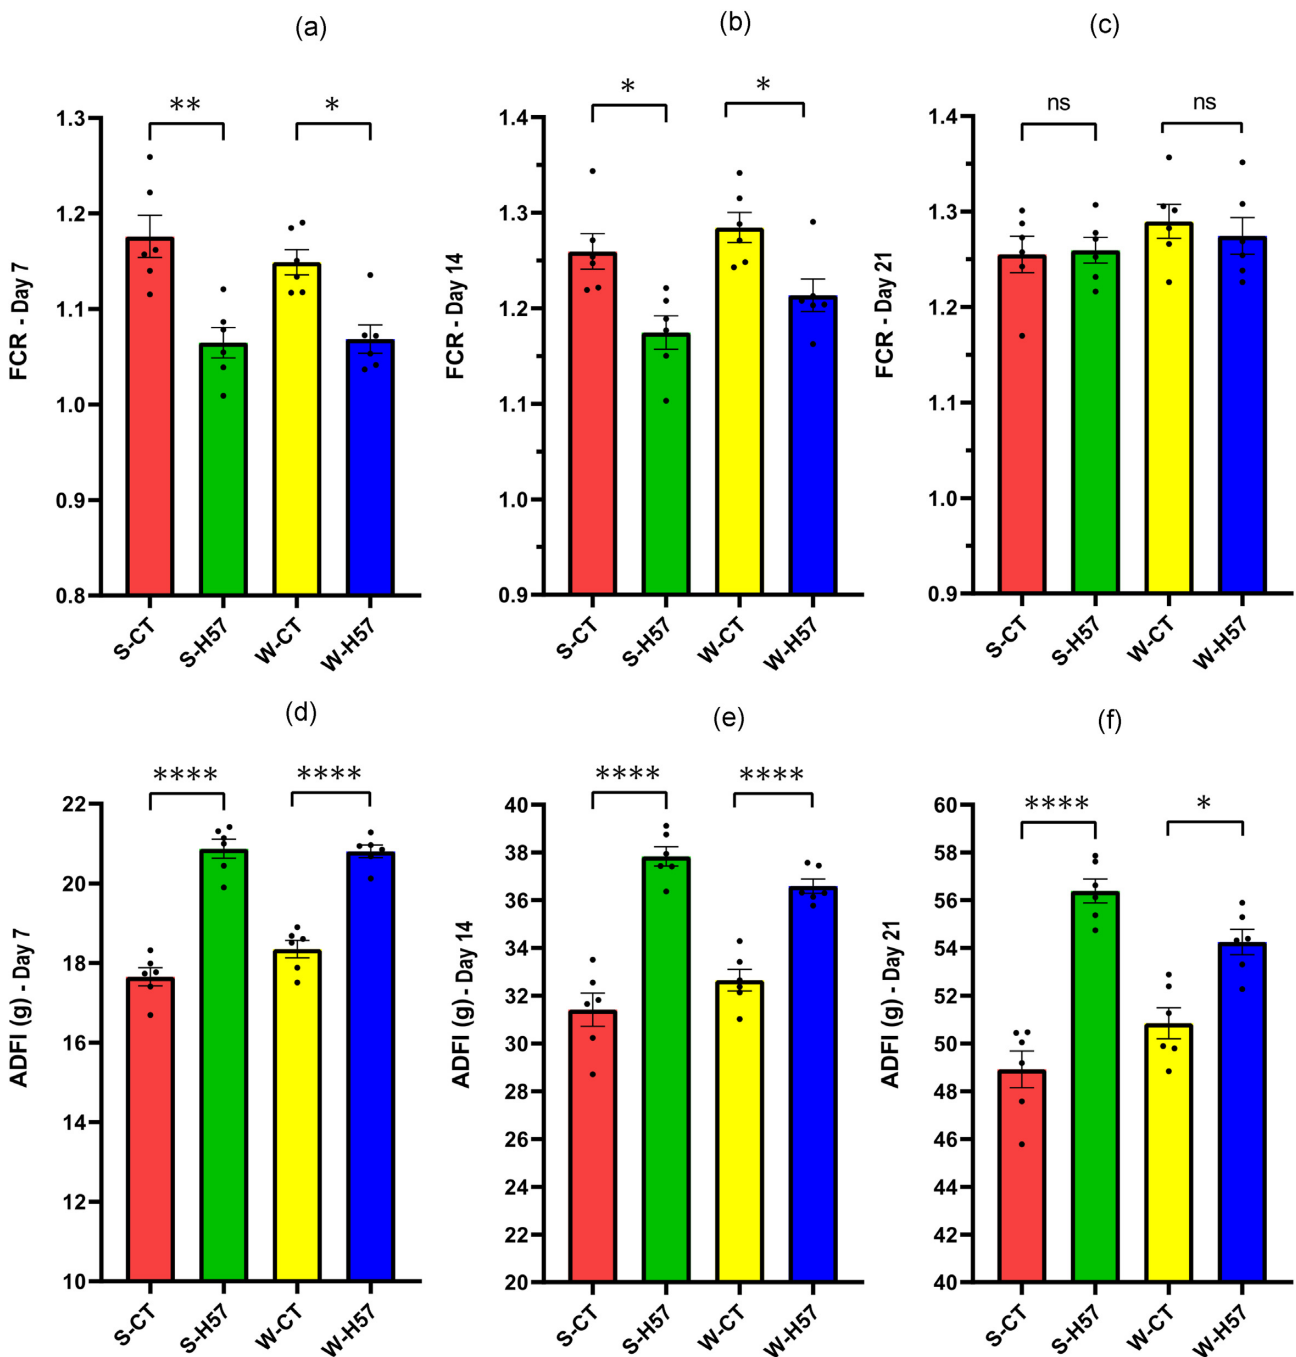 (a)
** *
FCR - Day 7
1.3
1.2
1.1
1.0
0.9
0.8
S-CT S-H57 W-CT W-H57
(b)
* *
FCR - Day 14
1.4
1.3
1.2
1.1
1.0
0.9
S-CT S-H57 W-CT W-H57
(c)
ns ns
FCR - Day 21
1.4
1.3
1.2
1.1
1.0
0.9
S-CT S-H57 W-CT W-H57
(d)
**** ****
ADFI (g) - Day 7
22
20
18
16
14
12
10
S-CT S-H57 W-CT W-H57
(e)
**** ****
ADFI (g) - Day 14
40
38
36
34
32
30
28
26
24
22
20
S-CT S-H57 W-CT W-H57
(f)
**** *
ADFI (g) - Day 21
60
58
56
54
52
50
48
46
44
42
40
S-CT S-H57 W-CT W-H57